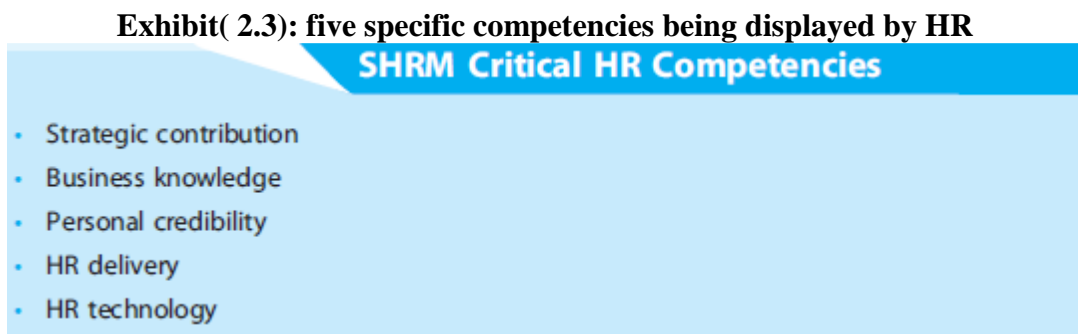 Exhibit( 2.3): five specific competencies being displayed by HR
SHRM Critical HR Competencies
• Strategic contribution
• Business knowledge
• Personal credibility
• HR delivery
• HR technology